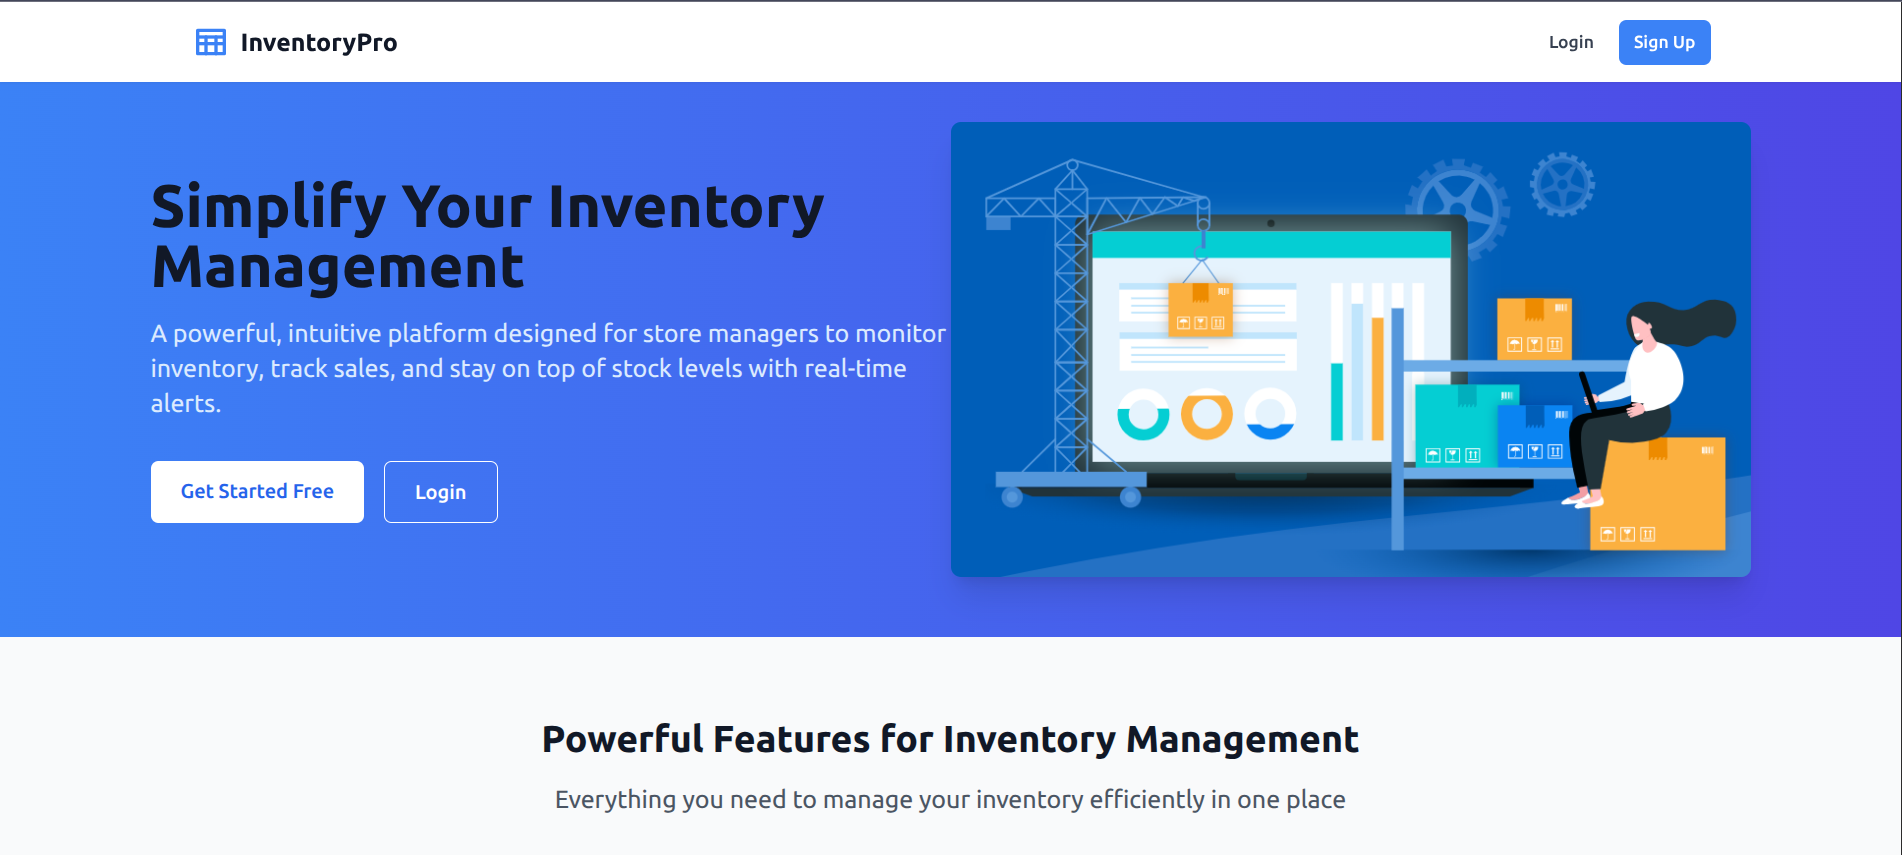 InventoryPro
Login
Sign Up
Simplify Your Inventory
Management
A powerful, intuitive platform designed for store managers to monitor
inventory, track sales, and stay on top of stock levels with real-time
alerts.
Get Started Free
Login
Powerful Features for Inventory Management
Everything you need to manage your inventory efficiently in one place